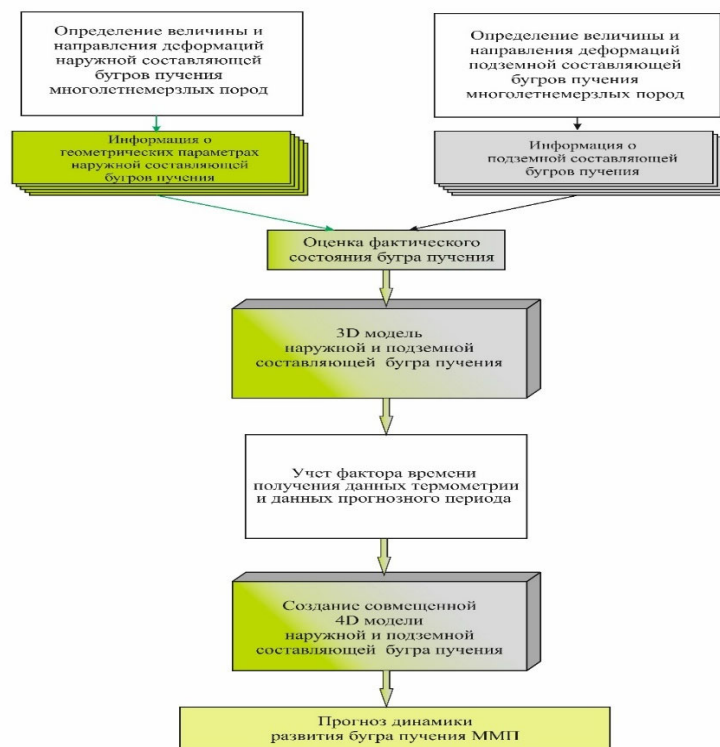 Определение величины и
направления деформаций
наружной составляющей
бугров пучения
многолетнемерзлых пород
Определение величины и
направления деформаций
подземной составляющей
бугров пучения
многолетнемерзлых пород
Информация о
геометрических параметрах
наружной составляющей
бугров пучения
Информация о
подземной составляющей
бугров пучения
Оценка фактического
состояния бугра пучения
3D модель
наружной и подземной
составляющей бугра пучения
Учет фактора времени
получения данных термометрии
и данных прогнозного периода
Создание совмещенной
4D модели
наружной и подземной
составляющей бугра пучения
Прогноз динамики
развития бугра пучения ММП